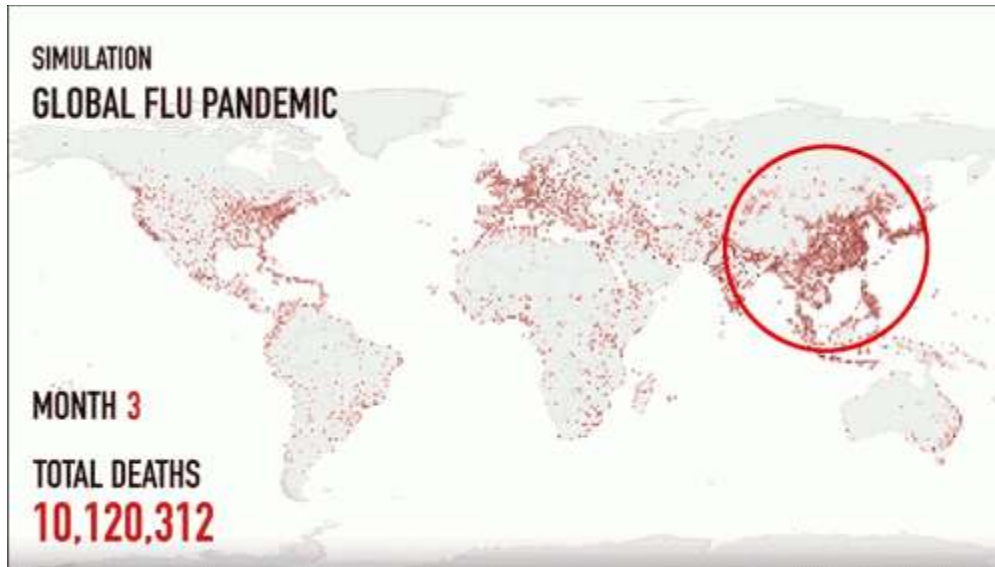 SIMULATION
GLOBAL FLU PANDEMIC
MONTH 3
TOTAL DEATHS
10,120,312